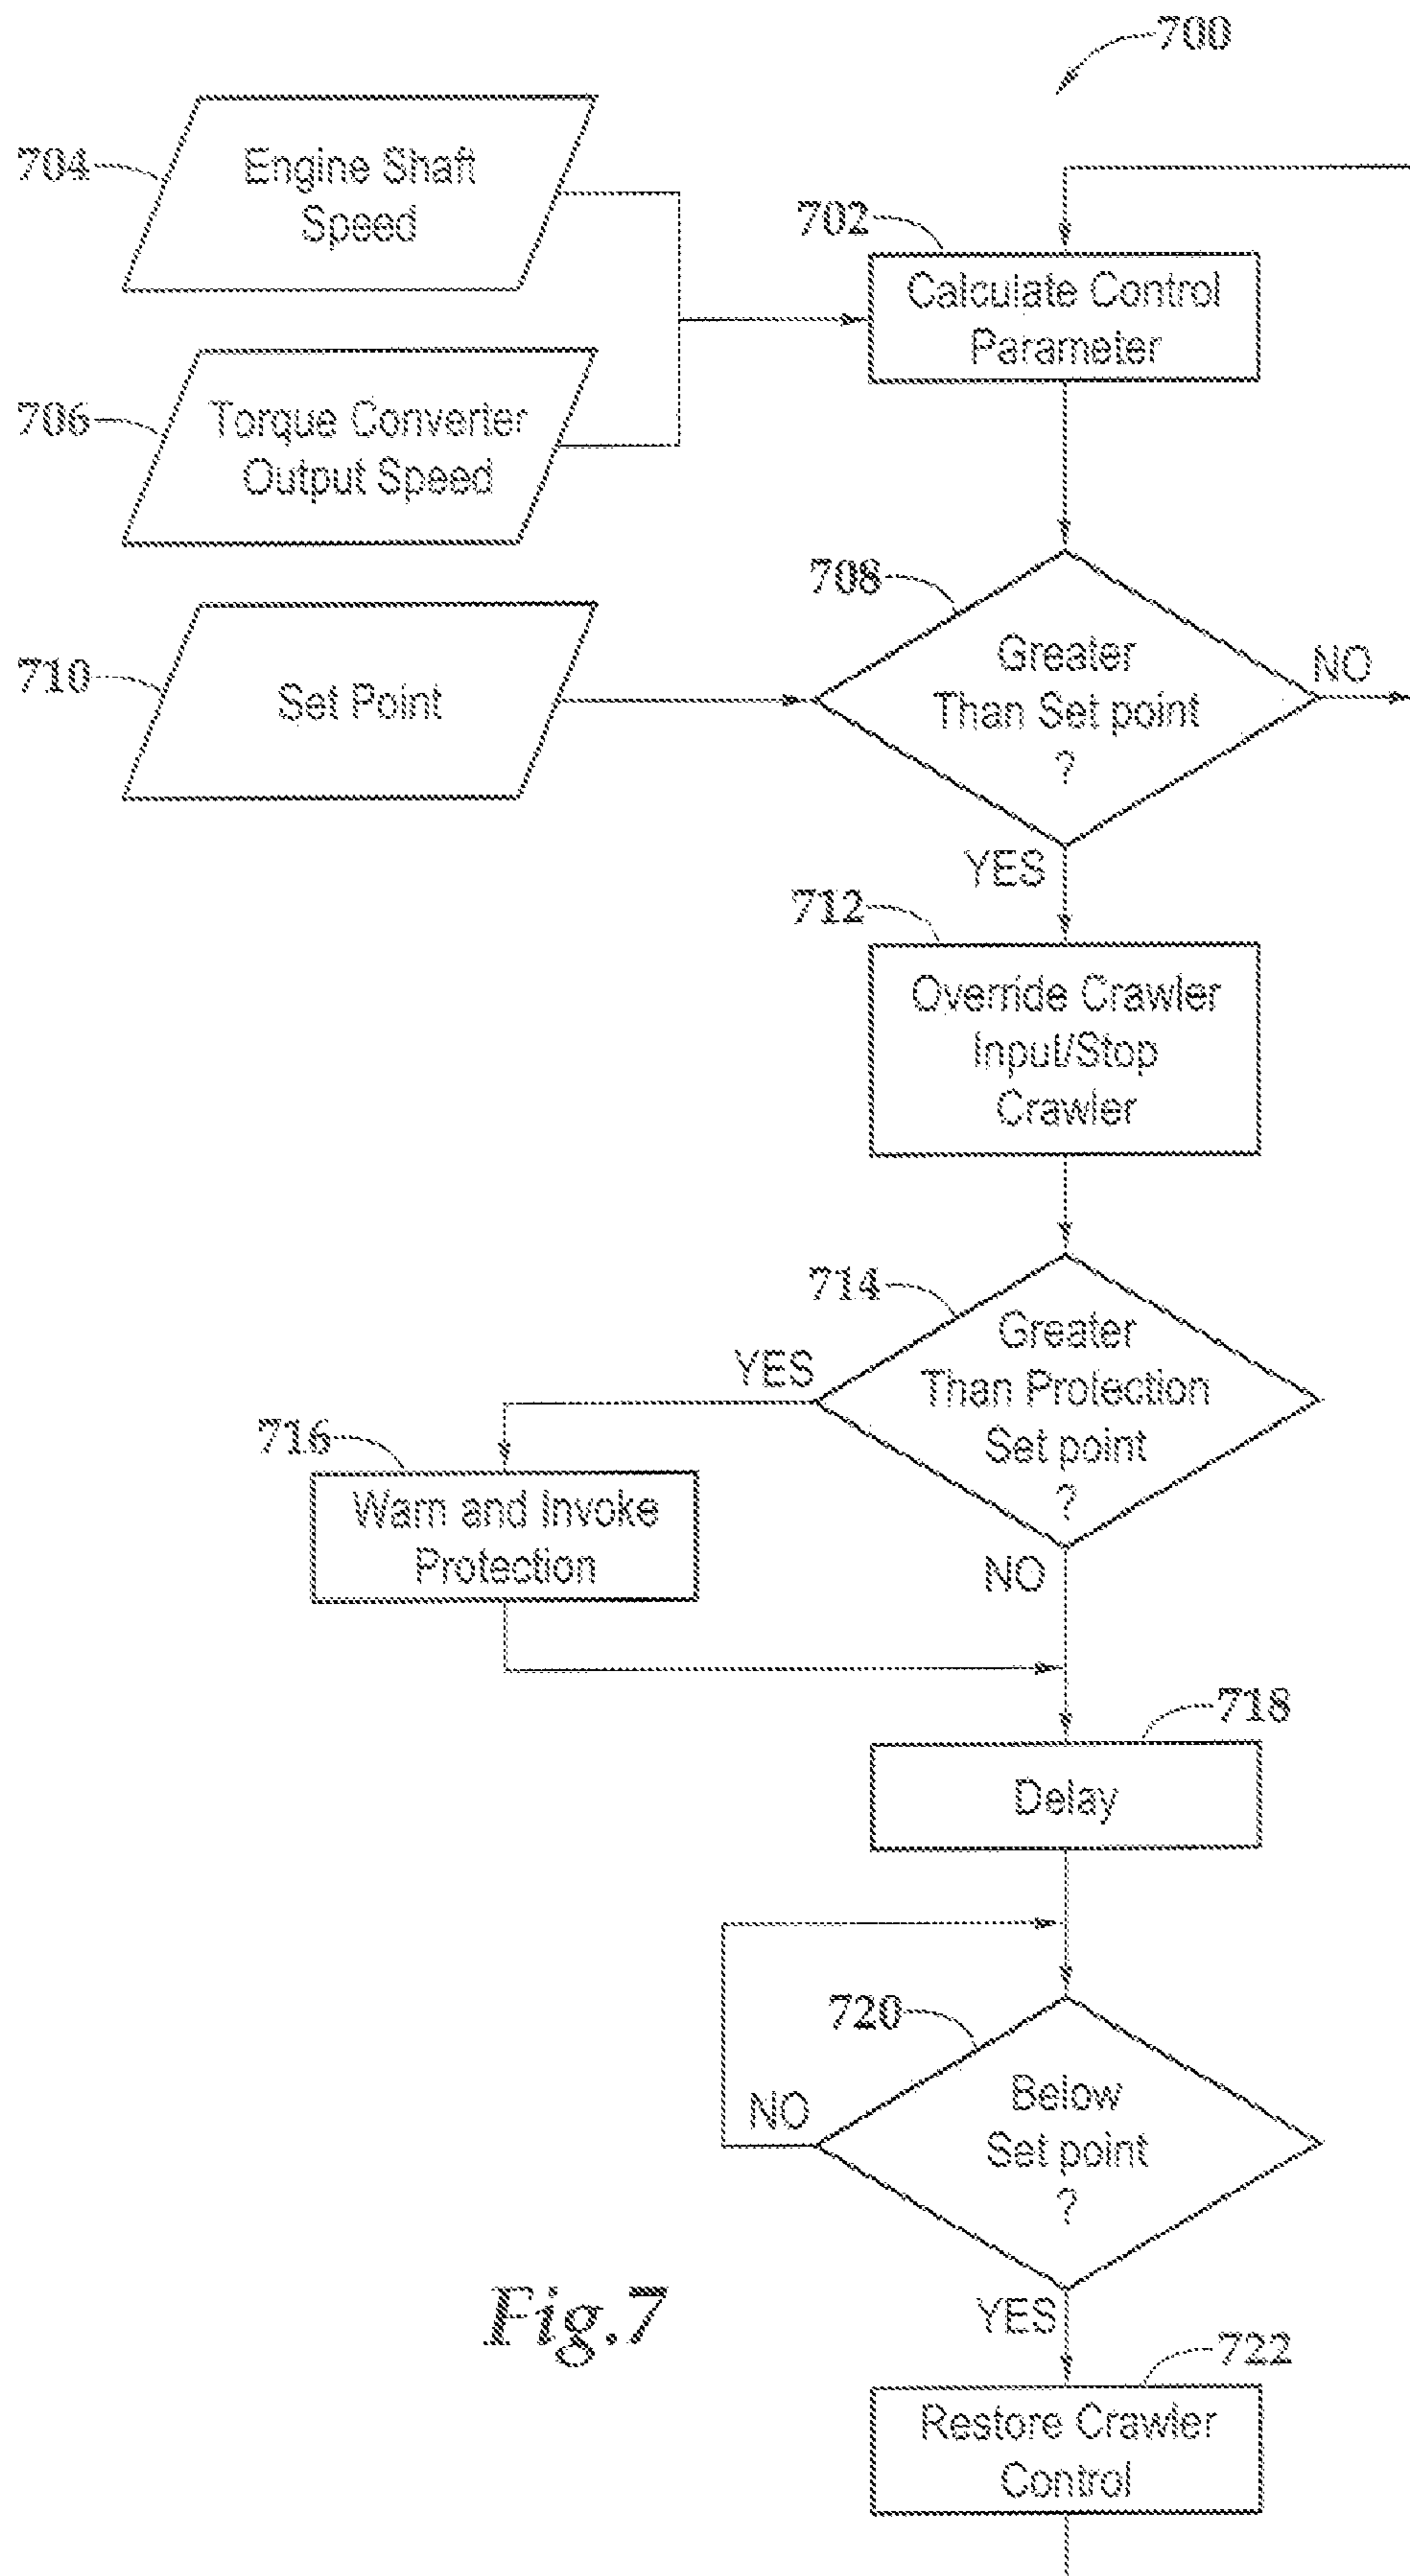 700
704
Engine Shaft
Speed
702
Calculate Control
Parameter
706
Torque Converter
Output Speed
708
Greater
Than Set point
?
NO
710
Set Point
YES
712
Override Crawler
Input/Stop
Crawler
714
Greater
Than Protection
Set point
?
YES
716
Warn and Invoke
Protection
NO
718
Delay
720
Below
Set point
?
NO
YES
Fig.7
722
Restore Crawler
Control